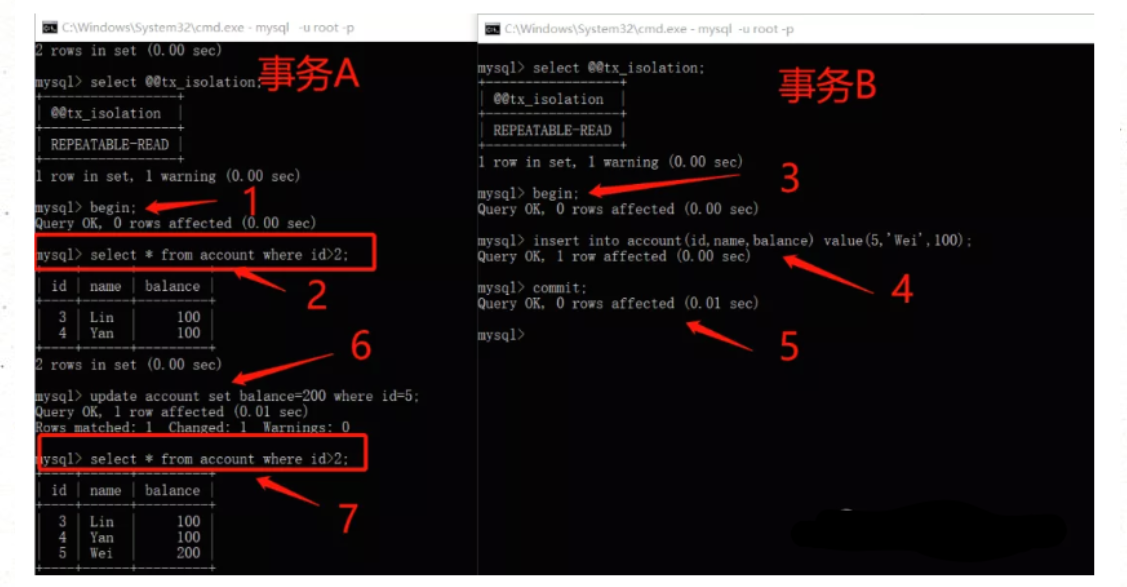 C:\Windows\System32\cmd.exe - mysql  -u root -p
2 rows in set (0.00 sec)
事务A
mysql> select @@tx_isolation;
@@tx_isolation
REPEATABLE-READ
1 row in set, 1 warning (0.00 sec)
1
mysql> begin;
Query OK, 0 rows affected (0.00 sec)
mysql> select * from account where id>2;
2
| id | name | balance |
| 3 | Lin | 100 |
| 4 | Yan | 100 |
2 rows in set (0.00 sec)
6
mysql> update account set balance=200 where id=5;
Query OK, 1 row affected (0.01 sec)
Rows matched: 1  Changed: 1  Warnings: 0
mysql> select * from account where id>2;
7
| id | name | balance |
| 3 | Lin | 100 |
| 4 | Yan | 100 |
| 5 | Wei | 200 |
C:\Windows\System32\cmd.exe - mysql  -u root -p
mysql> select @@tx_isolation;
事务B
@@tx_isolation
REPEATABLE-READ
1 row in set, 1 warning (0.00 sec)
3
mysql> begin;
Query OK, 0 rows affected (0.00 sec)
mysql> insert into account(id,name,balance) value(5,'Wei',100);
Query OK, 1 row affected (0.00 sec)
4
mysql> commit;
Query OK, 0 rows affected (0.01 sec)
5
mysql>